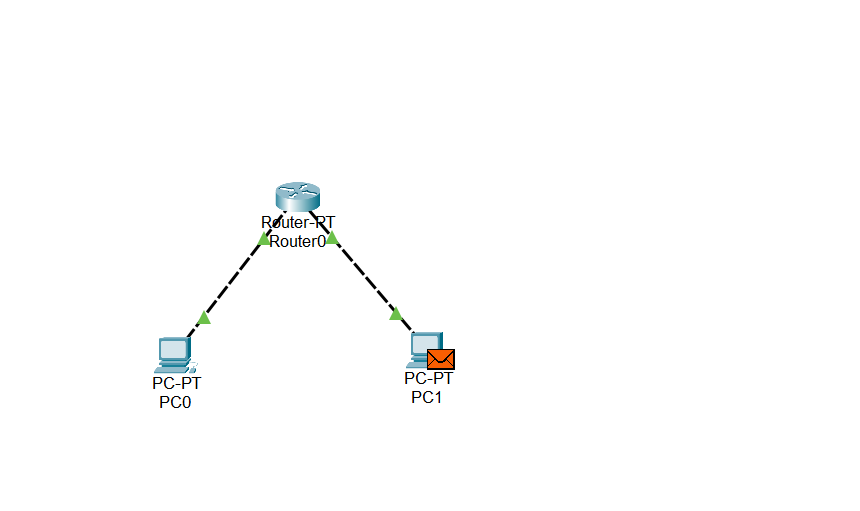 Router-PT
Router0
PC-PT
PC0
PC-PT
PC1